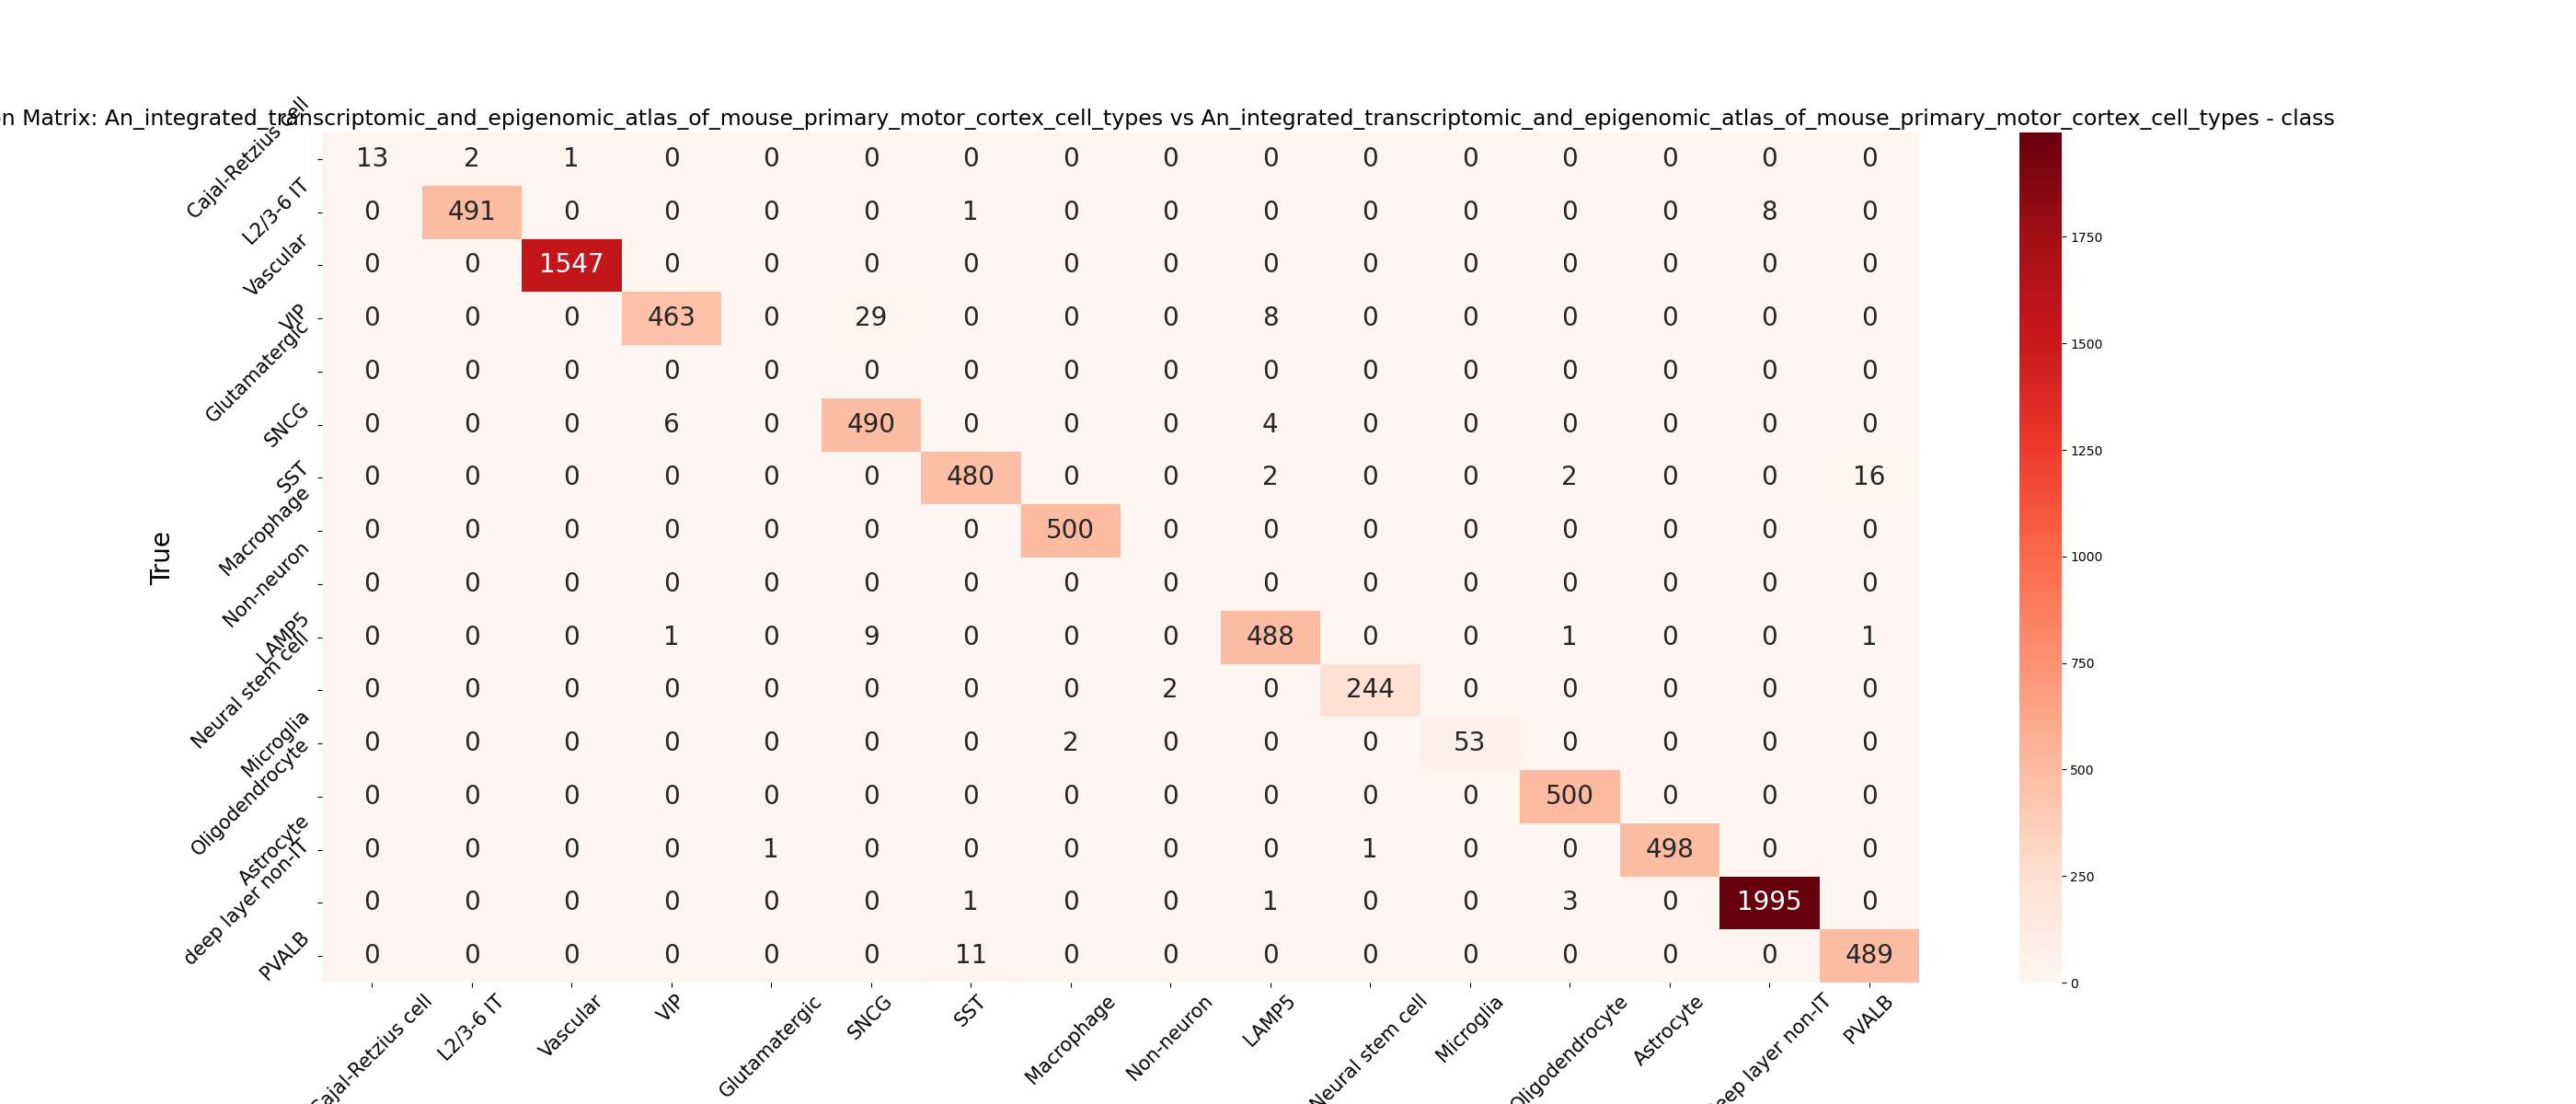 n Matrix: An_integrated_transcriptomic_and_epigenomic_atlas_of_mouse_primary_motor_cortex_cell_types vs An_integrated_transcriptomic_and_epigenomic_atlas_of_mouse_primary_motor_cortex_cell_types - class
True
Cajal-Retzius cell 13 2 1 0 0 0 0 0 0 0 0 0 0 0 0 0
L2/3-6 IT 0 491 0 0 0 0 1 0 0 0 0 0 0 0 8 0
Vascular 0 0 1547 0 0 0 0 0 0 0 0 0 0 0 0 0
VIP 0 0 0 463 0 29 0 0 0 8 0 0 0 0 0 0
Glutamatergic 0 0 0 0 0 0 0 0 0 0 0 0 0 0 0 0
SNCG 0 0 0 6 0 490 0 0 0 4 0 0 0 0 0 0
SST 0 0 0 0 0 0 480 0 0 2 0 0 2 0 0 16
Macrophage 0 0 0 0 0 0 0 500 0 0 0 0 0 0 0 0
Non-neuron 0 0 0 0 0 0 0 0 0 0 0 0 0 0 0 0
LAMP5 0 0 0 1 0 9 0 0 0 488 0 0 1 0 0 1
Neural stem cell 0 0 0 0 0 0 0 0 2 0 244 0 0 0 0 0
Microglia 0 0 0 0 0 0 0 2 0 0 0 53 0 0 0 0
Oligodendrocyte 0 0 0 0 0 0 0 0 0 0 0 0 500 0 0 0
Astrocyte 0 0 0 0 1 0 0 0 0 0 1 0 0 498 0 0
deep layer non-IT 0 0 0 0 0 0 1 0 0 1 0 0 3 0 1995 0
PVALB 0 0 0 0 0 0 11 0 0 0 0 0 0 0 0 489
Cajal-Retzius cell L2/3-6 IT Vascular VIP Glutamatergic SNCG SST Macrophage Non-neuron LAMP5 Neural stem cell Microglia Oligodendrocyte Astrocyte eep layer non-IT PVALB
1750
1500
1250
1000
750
500
250
0